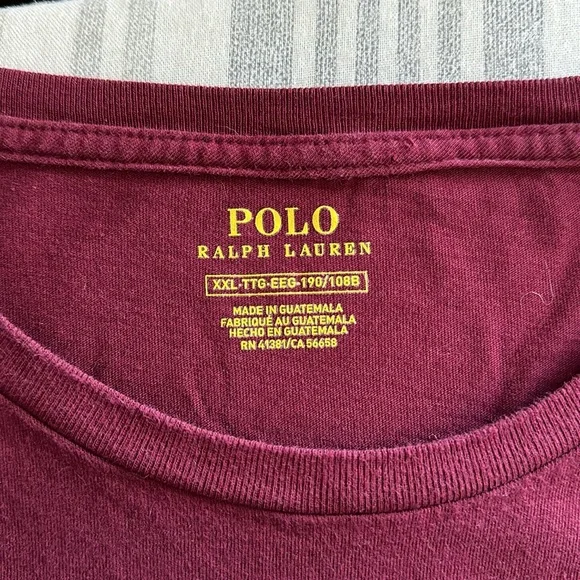 POLO
RALPH LAUREN
XXL-TTG-EEG-190/108B
MADE IN GUATEMALA
FABRIQUÉ AU GUATEMALA
HECHO EN GUATEMALA
RN 41381/CA 56658